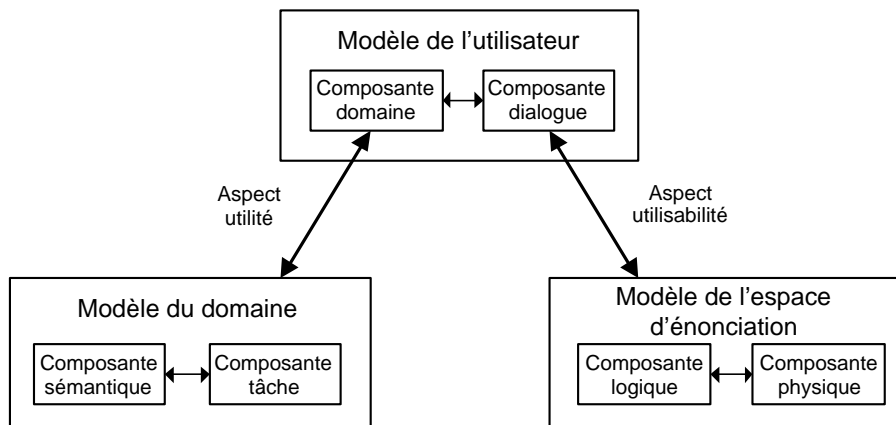 Modèle de l’utilisateur
Composante
domaine
Composante
dialogue
Aspect
utilité
Aspect
utilisabilité
Modèle du domaine
Composante
sémantique
Composante
tâche
Modèle de l’espace
d’énonciation
Composante
logique
Composante
physique